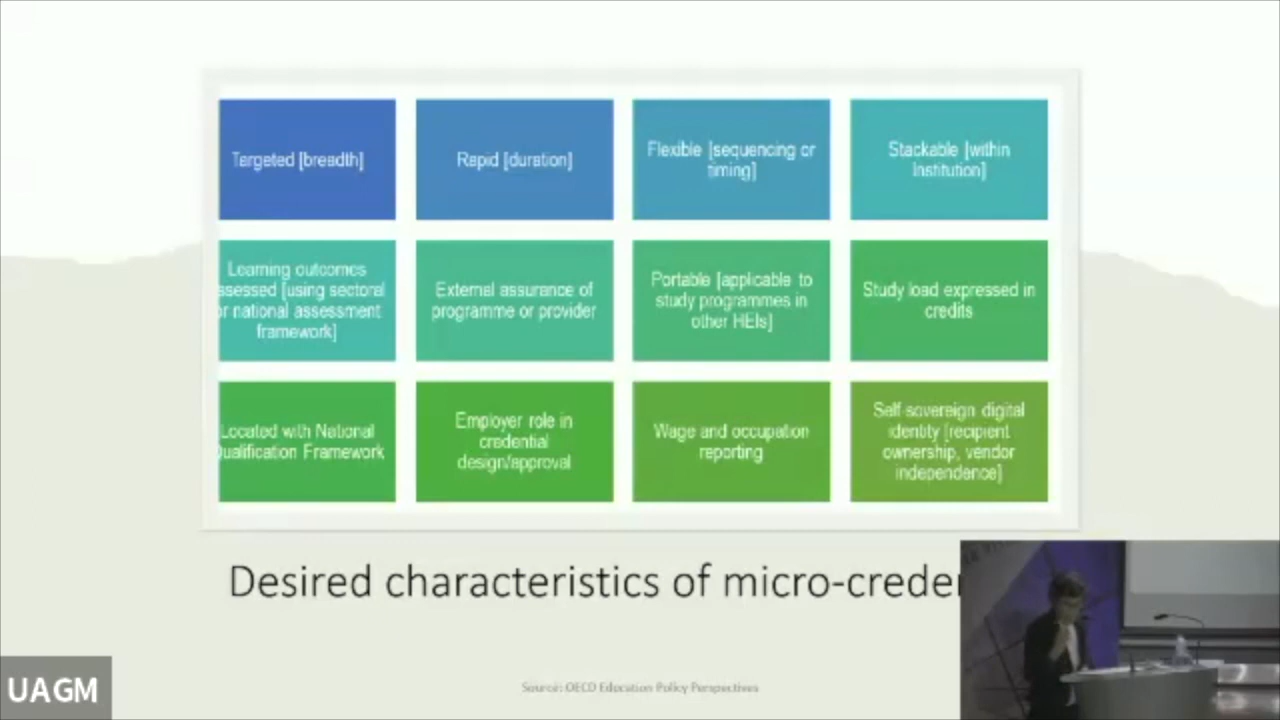 Targeted [breadth]
Rapid [duration]
Flexible [sequencing or
timing]
Stackable [within
Institution]
Learning outcomes
ssessed [using sectoral
r national assessment
framework]
External assurance of
programme or provider
Portable [applicable to
study programmes in
other HEIs]
Study load expressed in
credits
Located with National
ualification Framework
Employer role in
credential
design/approval
Wage and occupation
reporting
Self-sovereign digital
identity [recipient
ownership, vendor
independence]
Desired characteristics of micro-creden
Source: OECD Education Policy Perspectives
UAGM